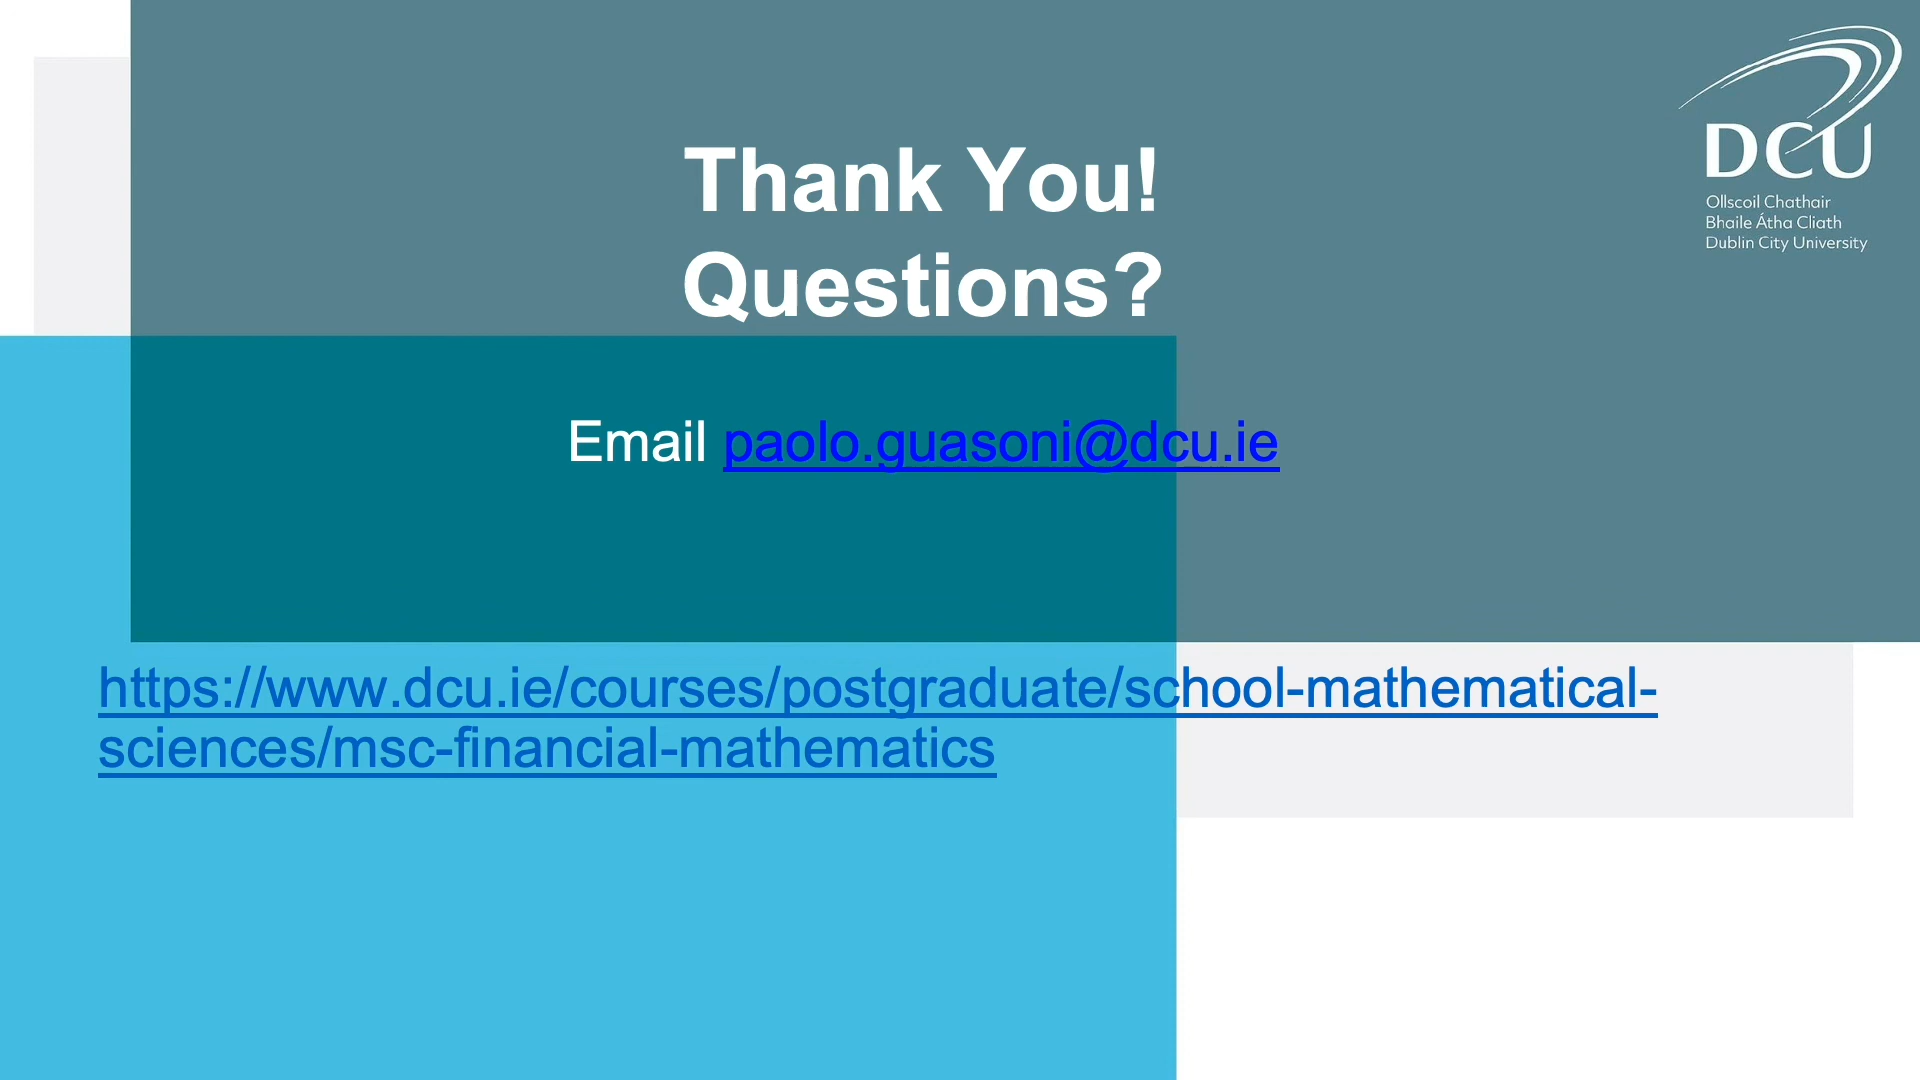 Thank You!
Questions?
DCU
Ollscoil Chathair
Bhaile Átha Cliath
Dublin City University
Email paolo.guasoni@dcu.ie
https://www.dcu.ie/courses/postgraduate/school-mathematical-
sciences/msc-financial-mathematics